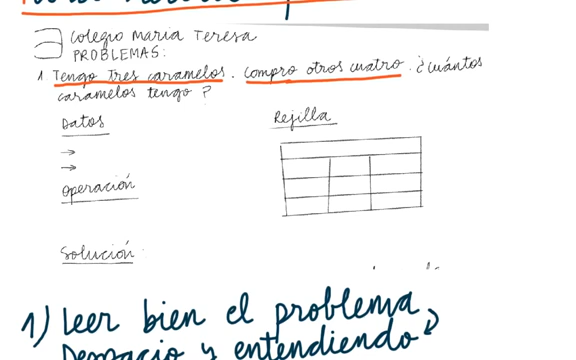 Colegio Maria Teresa
PROBLEMAS:
1 Tengo tres caramelos. Compro otros cuatro. ¿Cuántos
caramelos tengo?
Datos
Rejilla
→
→
Operación
Solución:
1) Leer bien el problema,
Despacio y entendiendo